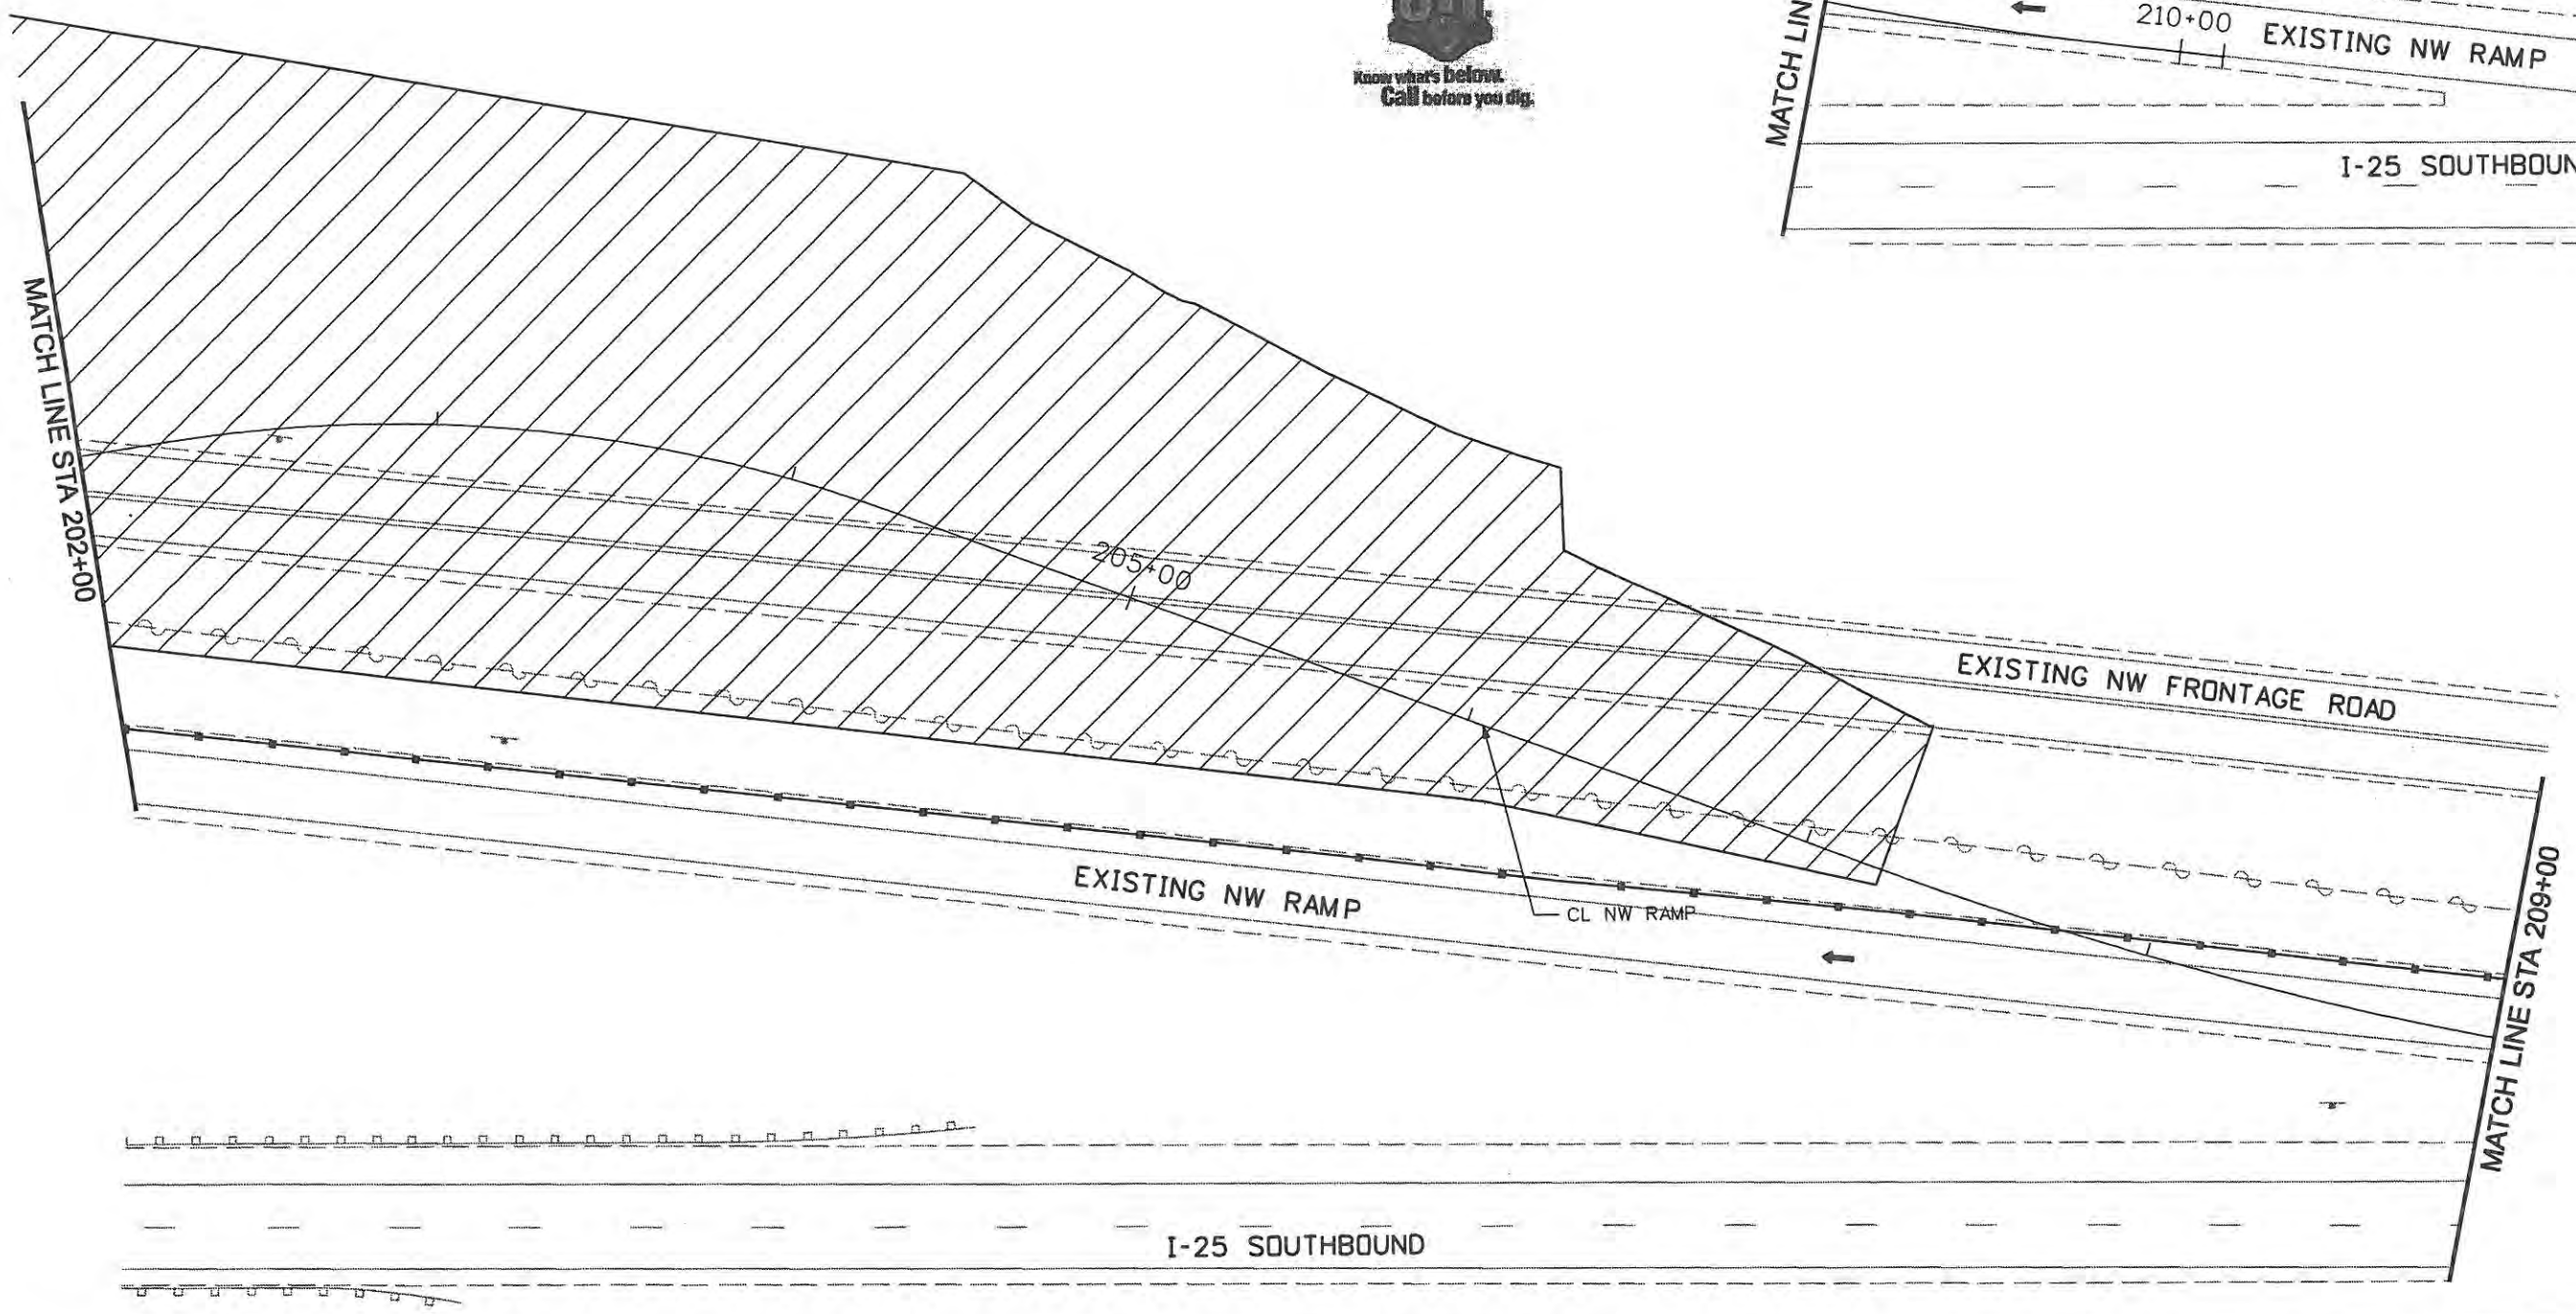 Know what's below.
Call before you dig.
MATCH LIN
210+00
EXISTING NW RAMP
I-25 SOUTHBOUN
MATCH LINE STA 202+00
205+00
EXISTING NW FRONTAGE ROAD
EXISTING NW RAMP
CL NW RAMP
MATCH LINE STA 209+00
I-25 SOUTHBOUND